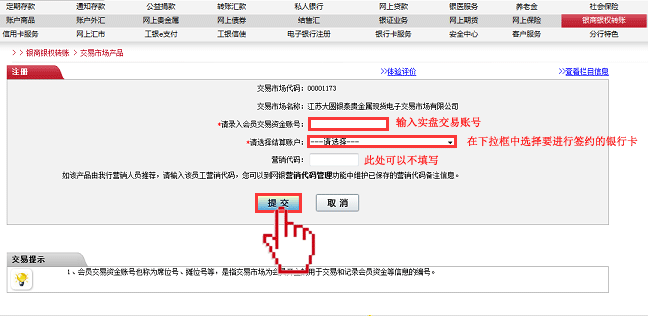 定期存款 通知存款 公益捐款 转账汇款 私人银行 网上贷款 银医服务 养老金 社会保险
账户商品 账户外汇 网上贵金属 网上债券 结售汇 银证业务 网上期货 网上保险 银商银权转账
信用卡服务 网上汇市 工银e支付 工银信使 电子银行注册 银行卡服务 安全中心 客户服务 分行特色
> > 银商银权转账 > 交易市场产品
注册 >>体验评价 >>查看栏目信息
交易市场代码： 00001173
交易市场名称： 江苏大圆银泰贵金属现货电子交易市场有限公司
*请录入会员交易资金账号： 输入实盘交易账号
*请选择结算账户： ---请选择--- 在下拉框中选择要进行签约的银行卡
营销代码： 此处可以不填写
如该产品由我行营销人员推荐，请输入该员工营销代码，您可以到网银营销代码管理功能中维护已保存的营销代码备注信息。
提 交 取 消
交易提示
1、会员交易资金账号也称为席位号、摊位号等，是指交易市场为会员 用于交易和记录会员资金等信息的编号。